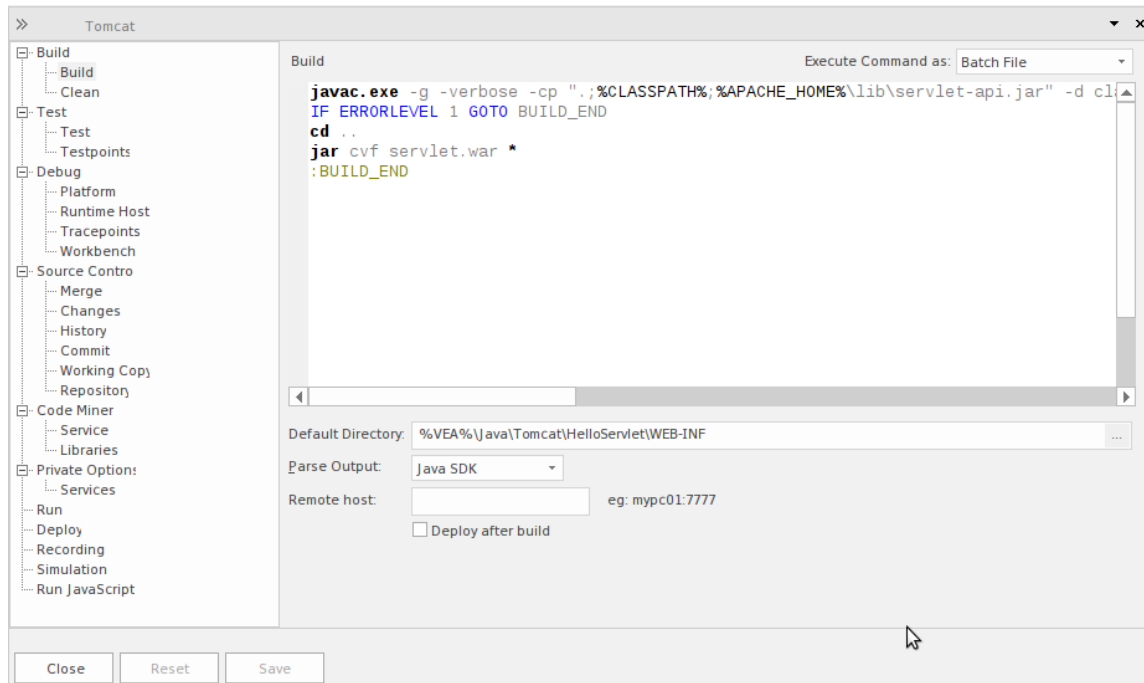 Tomcat
Build
Build
Clean
Test
Test
Testpoints
Debug
Platform
Runtime Host
Tracepoints
Workbench
Source Contro
Merge
Changes
History
Commit
Working Copy
Repository
Code Miner
Service
Libraries
Private Options
Services
Run
Deploy
Recording
Simulation
Run JavaScript
Build
Execute Command as: Batch File
javac.exe -g -verbose -cp ".;%CLASSPATH%;%APACHE_HOME%\lib\servlet-api.jar" -d cla
IF ERRORLEVEL 1 GOTO BUILD_END
cd ..
jar cvf servlet.war *
:BUILD_END
Default Directory: %VEA%\Java\Tomcat\HelloServlet\WEB-INF ...
Parse Output: Java SDK
Remote host: eg: mypc01:7777
Deploy after build
Close Reset Save